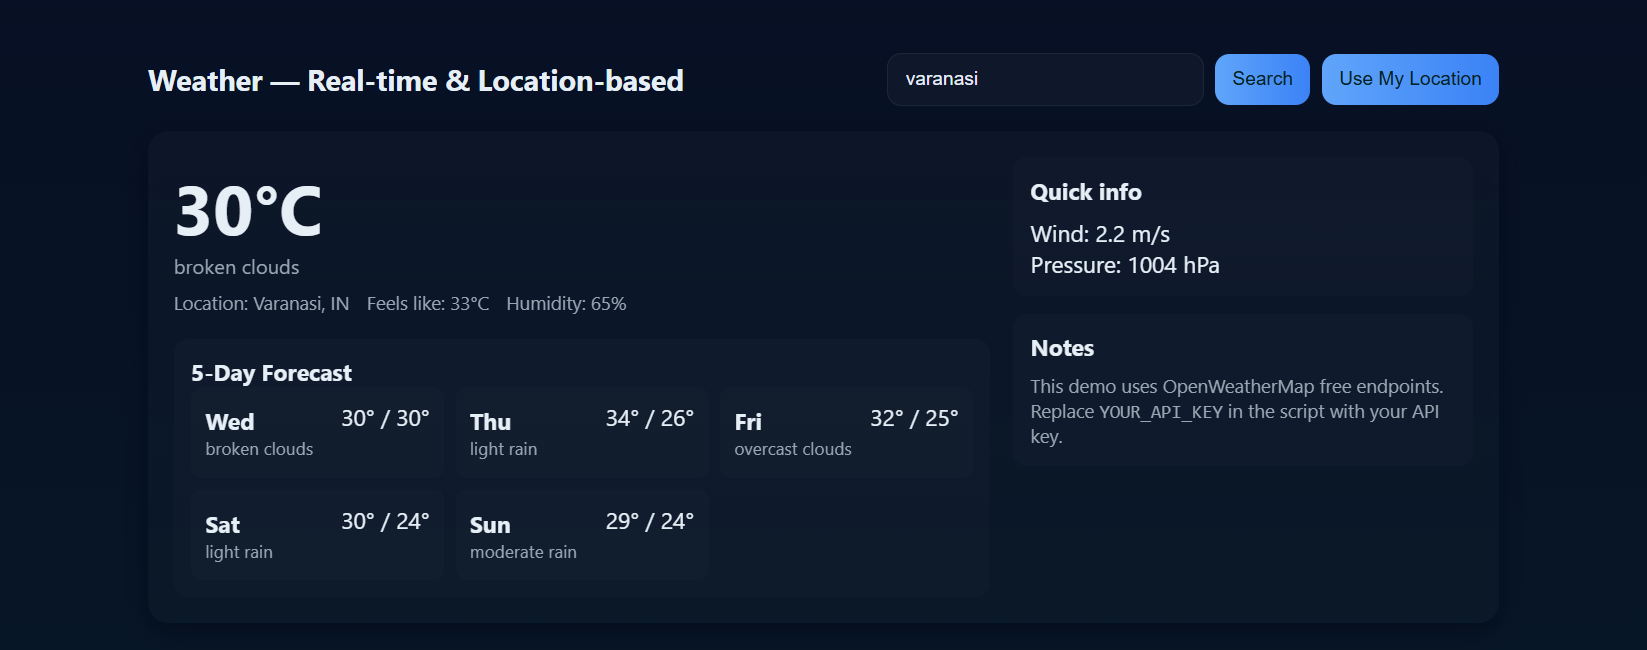 Weather — Real-time & Location-based
varanasi
Search
Use My Location
30°C
broken clouds
Location: Varanasi, IN Feels like: 33°C Humidity: 65%
5-Day Forecast
Wed 30° / 30°
broken clouds
Thu 34° / 26°
light rain
Fri 32° / 25°
overcast clouds
Sat 30° / 24°
light rain
Sun 29° / 24°
moderate rain
Quick info
Wind: 2.2 m/s
Pressure: 1004 hPa
Notes
This demo uses OpenWeatherMap free endpoints.
Replace YOUR_API_KEY in the script with your API
key.